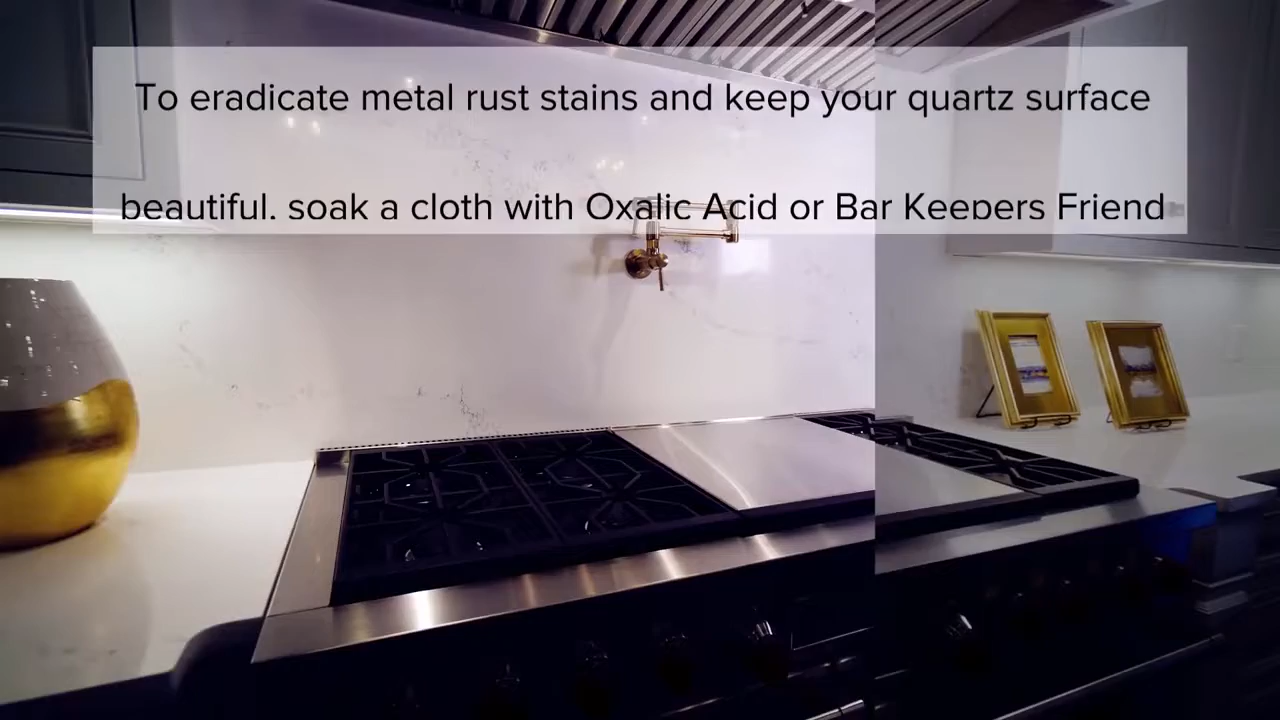 To eradicate metal rust stains and keep your quartz surface
beautiful, soak a cloth with Oxalic Acid or Bar Keepers Friend